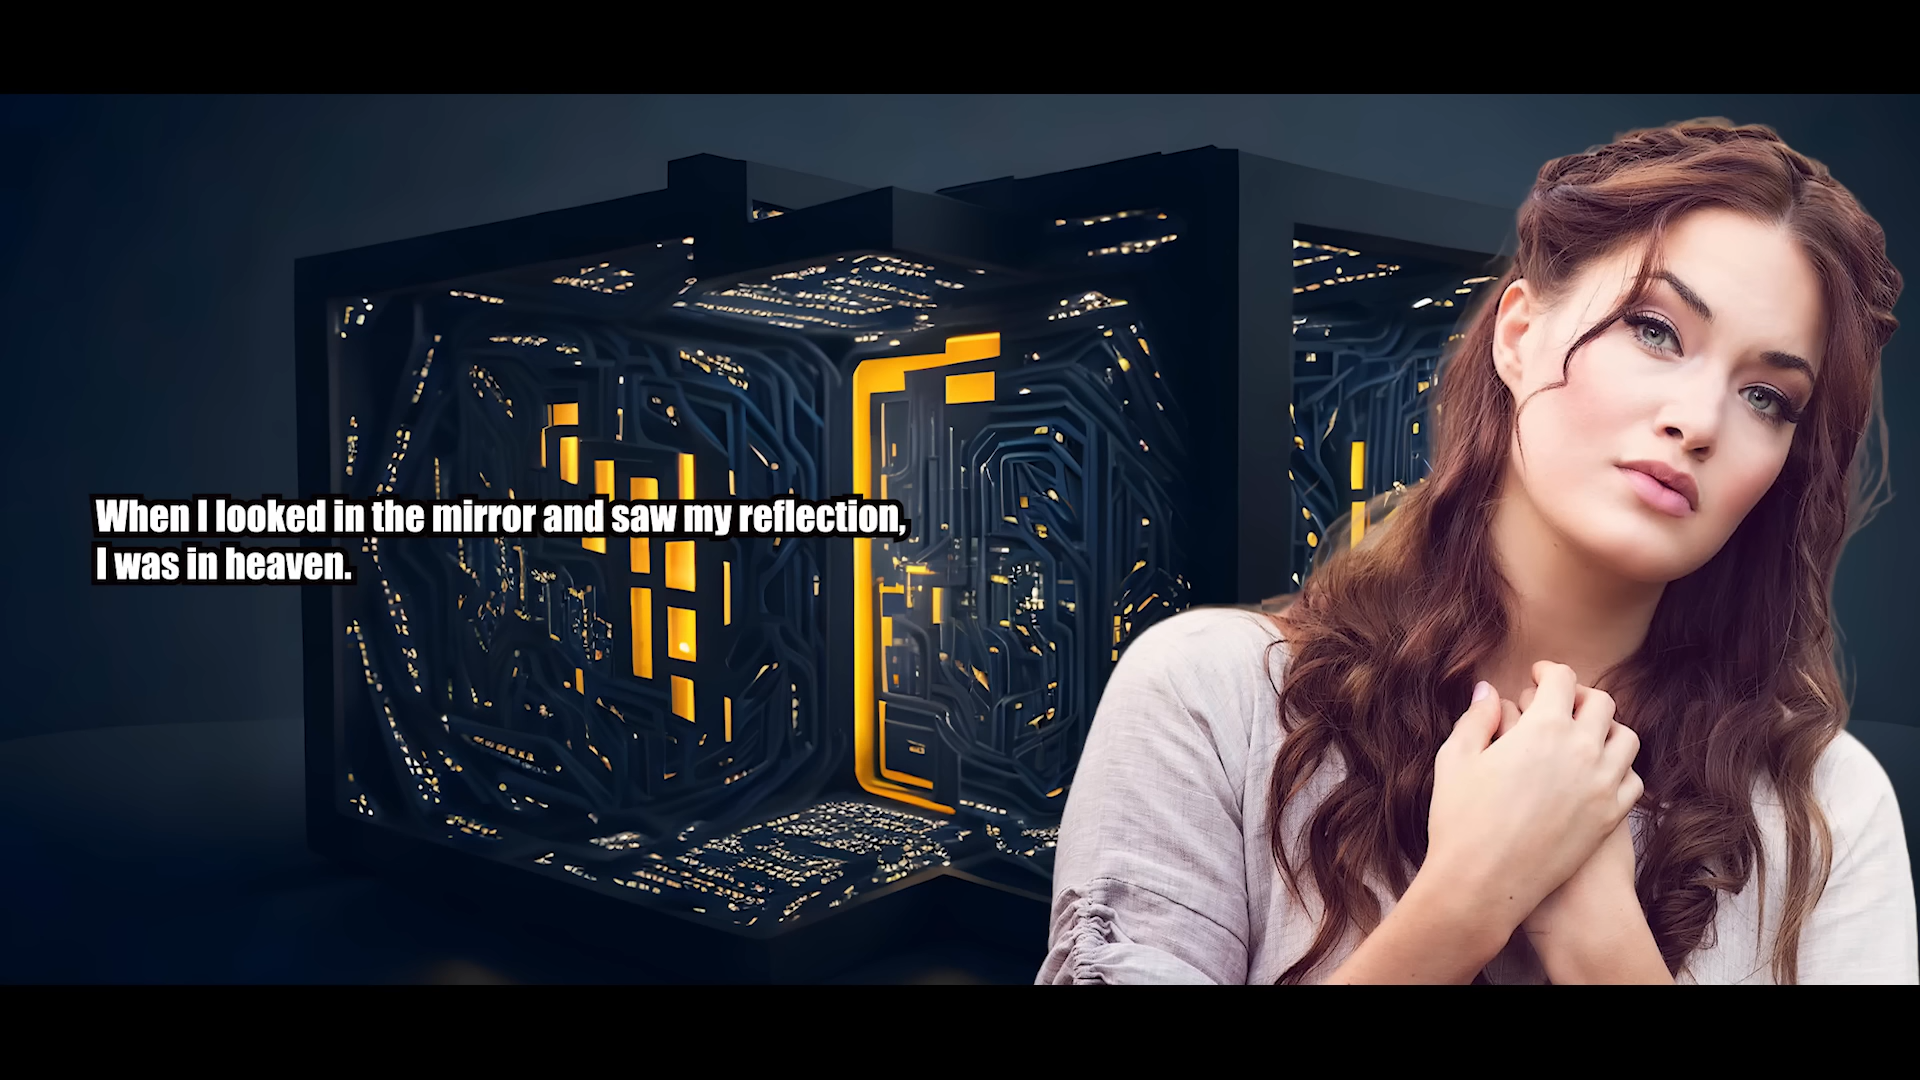 When I looked in the mirror and saw my reflection,
I was in heaven.